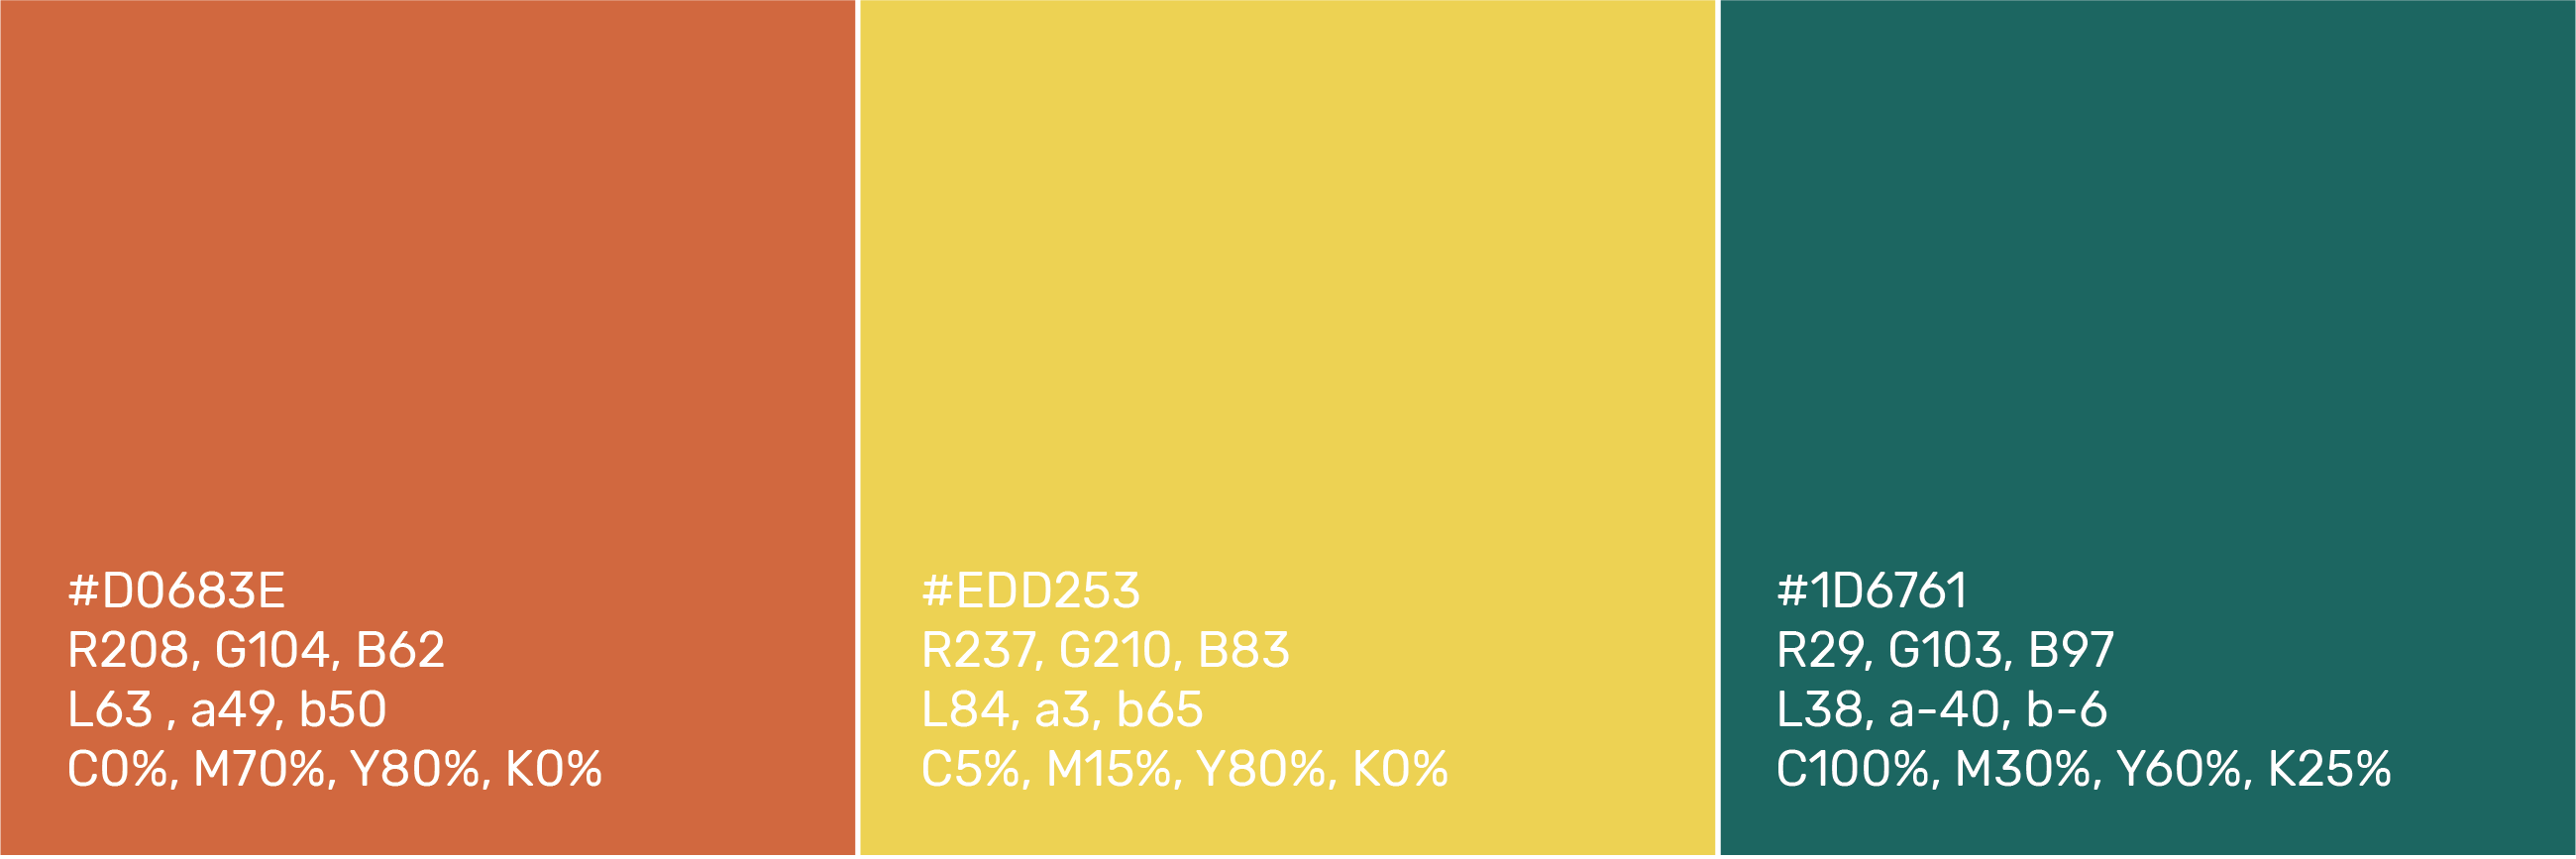 #D0683E
R208, G104, B62
L63 , a49, b50
C0%, M70%, Y80%, K0%
#EDD253
R237, G210, B83
L84, a3, b65
C5%, M15%, Y80%, K0%
#1D6761
R29, G103, B97
L38, a-40, b-6
C100%, M30%, Y60%, K25%